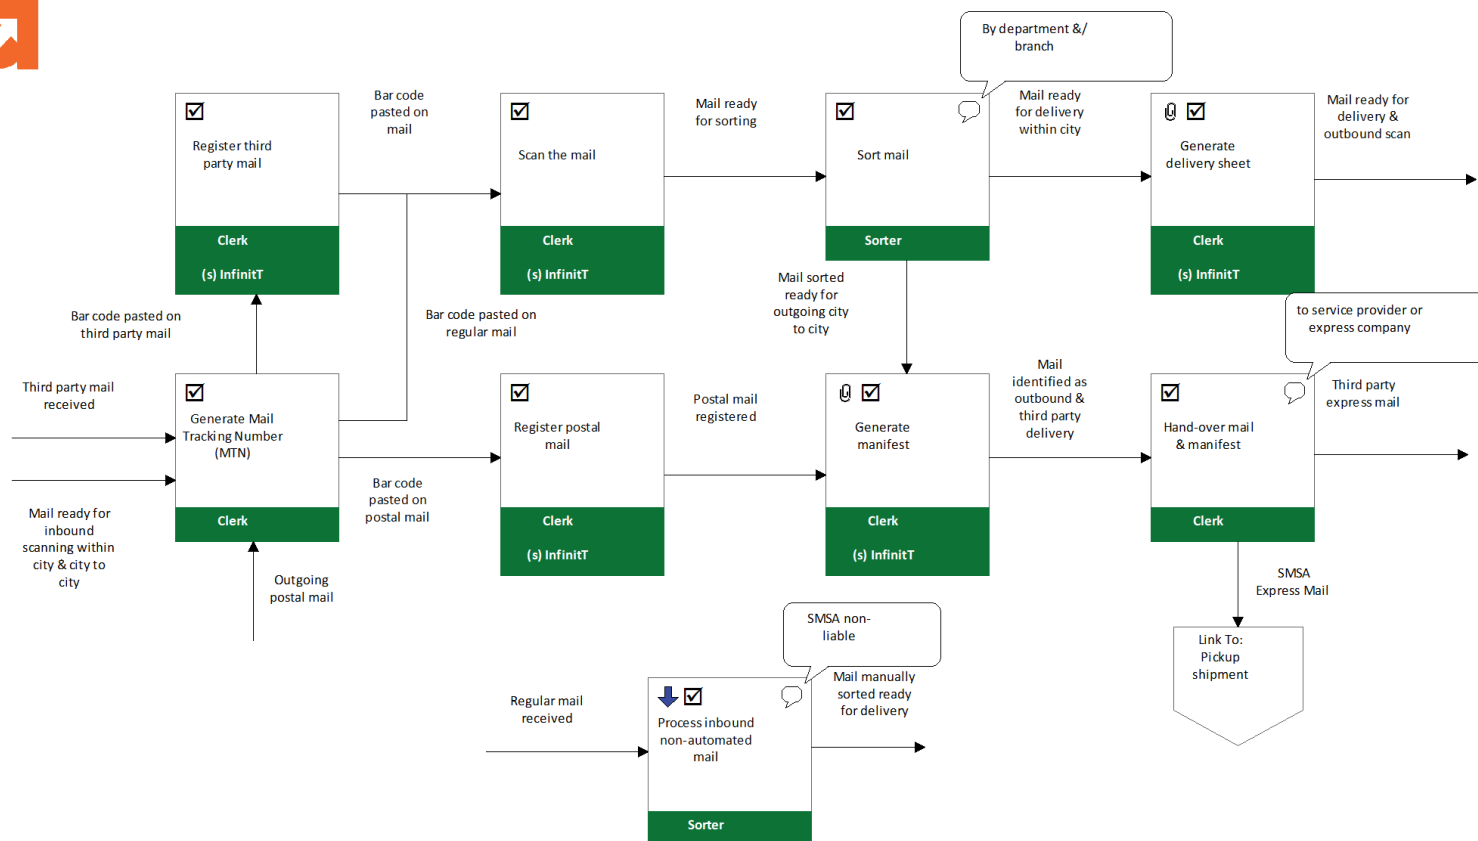 By department &/
branch
Bar code
pasted on
mail
Mail ready
for sorting
Mail ready
for delivery
within city
Mail ready for
delivery &
outbound scan
Register third
party mail
Clerk
(s) InfinitT
Scan the mail
Clerk
(s) InfinitT
Sort mail
Sorter
Generate
delivery sheet
Clerk
(s) InfinitT
Bar code pasted on
third party mail
Bar code pasted on
regular mail
Mail sorted
ready for
outgoing city
to city
to service provider or
express company
Third party mail
received
Generate Mail
Tracking Number
(MTN)
Clerk
Register postal
mail
Clerk
(s) InfinitT
Postal mail
registered
Generate
manifest
Clerk
(s) InfinitT
Mail
identified as
outbound &
third party
delivery
Hand-over mail
& manifest
Clerk
Third party
express mail
Mail ready for
inbound
scanning within
city & city to
city
Bar code
pasted on
postal mail
Outgoing
postal mail
SMSA
Express Mail
Link To:
Pickup
shipment
SMSA non-
liable
Regular mail
received
Process inbound
non-automated
mail
Sorter
Mail manually
sorted ready
for delivery